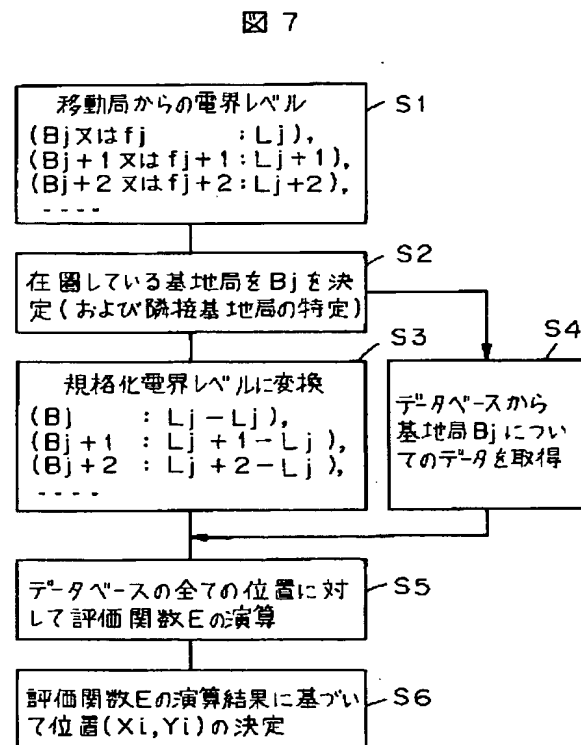 図 7
移動局からの電界レベル
(Bj又はfj :Lj),
(Bj+1又はfj+1:Lj+1),
(Bj+2又はfj+2:Lj+2),
----
S1
在圏している基地局をBjを決
定(および隣接基地局の特定)
S2
規格化電界レベルに変換
(Bj : Lj-Lj),
(Bj+1 : Lj+1-Lj),
(Bj+2 : Lj+2-Lj),
----
S3
データベースから
基地局Bjについ
てのデータを取得
S4
データベースの全ての位置に対
して評価関数Eの演算
S5
評価関数Eの演算結果に基づい
て位置(Xi,Yi)の決定
S6